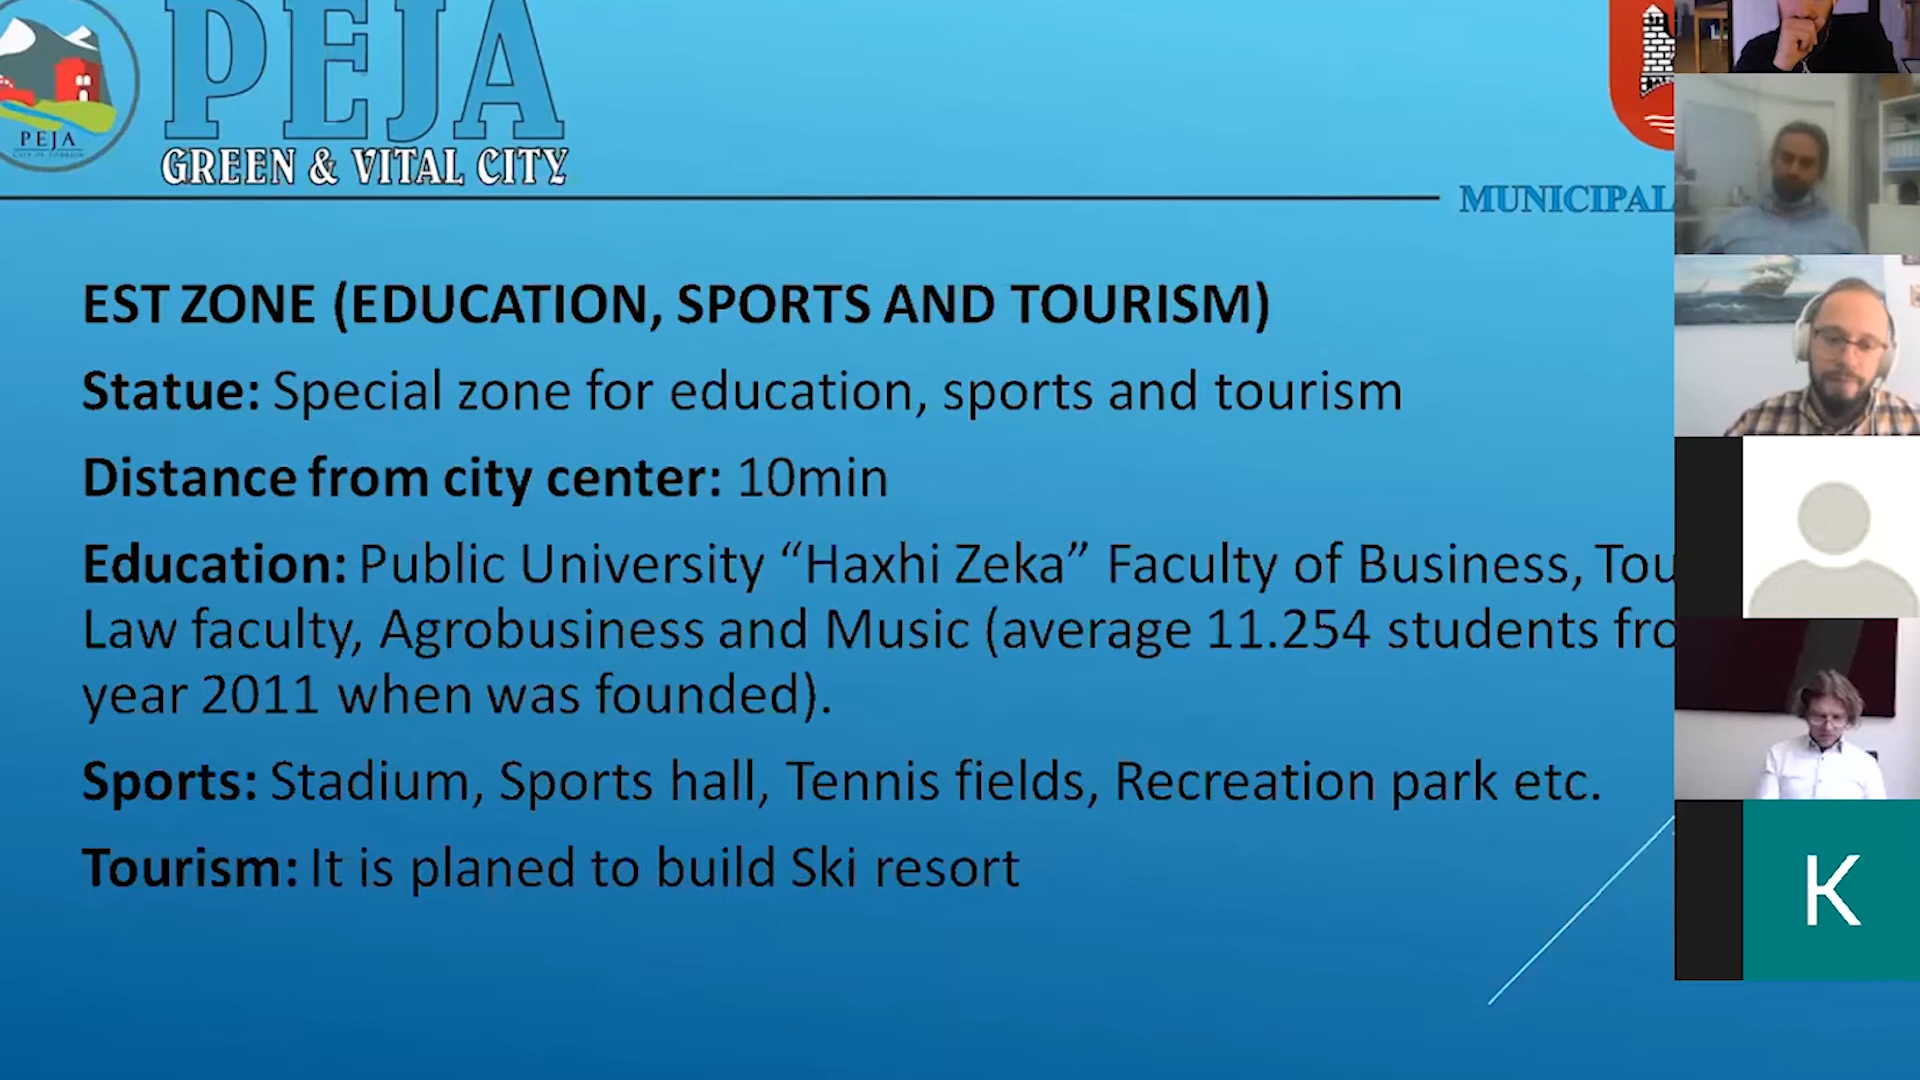 PEJA
PEJA
GREEN & VITAL CITY
MUNICIPAL
EST ZONE (EDUCATION, SPORTS AND TOURISM)
Statue: Special zone for education, sports and tourism
Distance from city center: 10min
Education: Public University “Haxhi Zeka” Faculty of Business, Tou
Law faculty, Agrobusiness and Music (average 11.254 students fro
year 2011 when was founded).
Sports: Stadium, Sports hall, Tennis fields, Recreation park etc.
Tourism: It is planed to build Ski resort
K